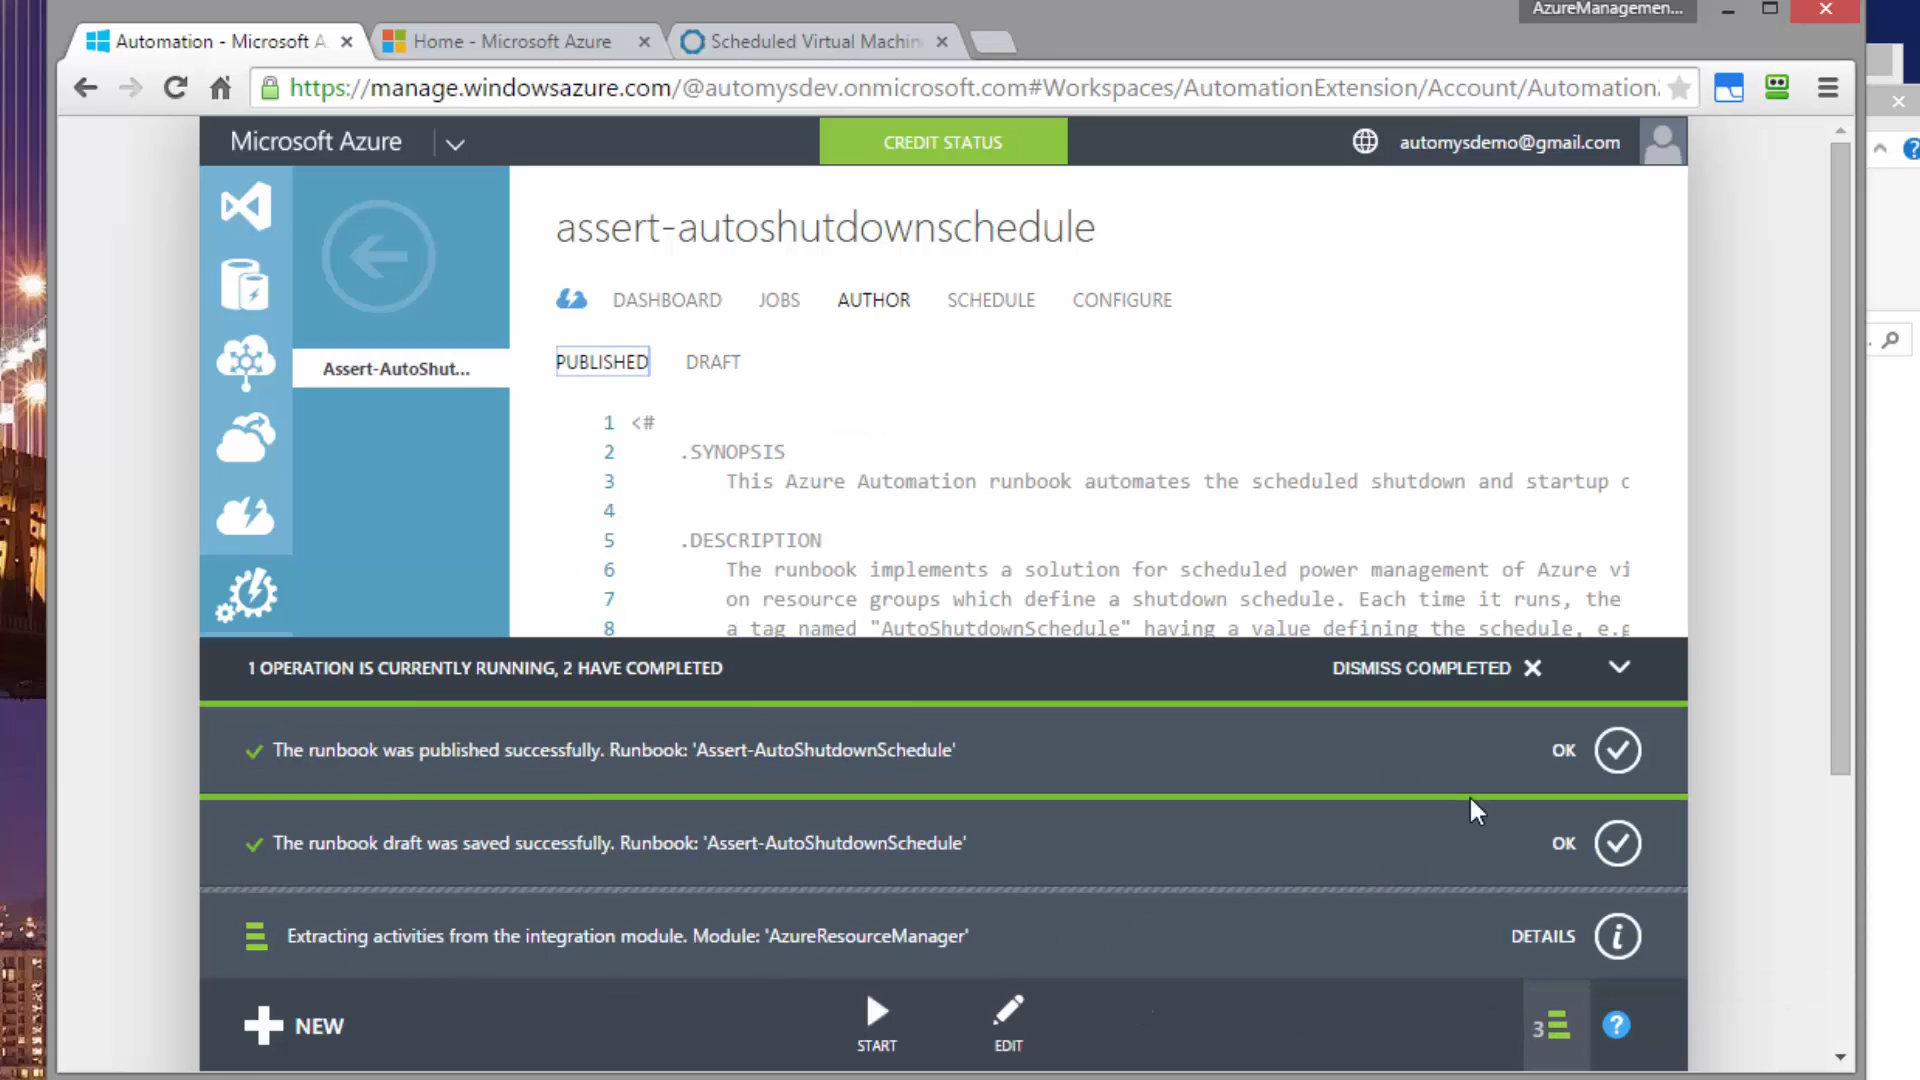 AzureManagemen...
Automation - Microsoft A
Home - Microsoft Azure
Scheduled Virtual Machin
https://manage.windowsazure.com/@automysdev.onmicrosoft.com#Workspaces/AutomationExtension/Account/Automation
Microsoft Azure
CREDIT STATUS
automysdemo@gmail.com
assert-autoshutdownschedule
DASHBOARD JOBS AUTHOR SCHEDULE CONFIGURE
Assert-AutoShut...
PUBLISHED DRAFT
1 <#
2 .SYNOPSIS
3 This Azure Automation runbook automates the scheduled shutdown and startup
4
5 .DESCRIPTION
6 The runbook implements a solution for scheduled power management of Azure vi
7 on resource groups which define a shutdown schedule. Each time it runs, the
8 a tag named "AutoShutdownSchedule" having a value defining the schedule, e.g
1 OPERATION IS CURRENTLY RUNNING, 2 HAVE COMPLETED
DISMISS COMPLETED
The runbook was published successfully. Runbook: 'Assert-AutoShutdownSchedule'
OK
The runbook draft was saved successfully. Runbook: 'Assert-AutoShutdownSchedule'
OK
Extracting activities from the integration module. Module: 'AzureResourceManager'
DETAILS
NEW
START
EDIT
3